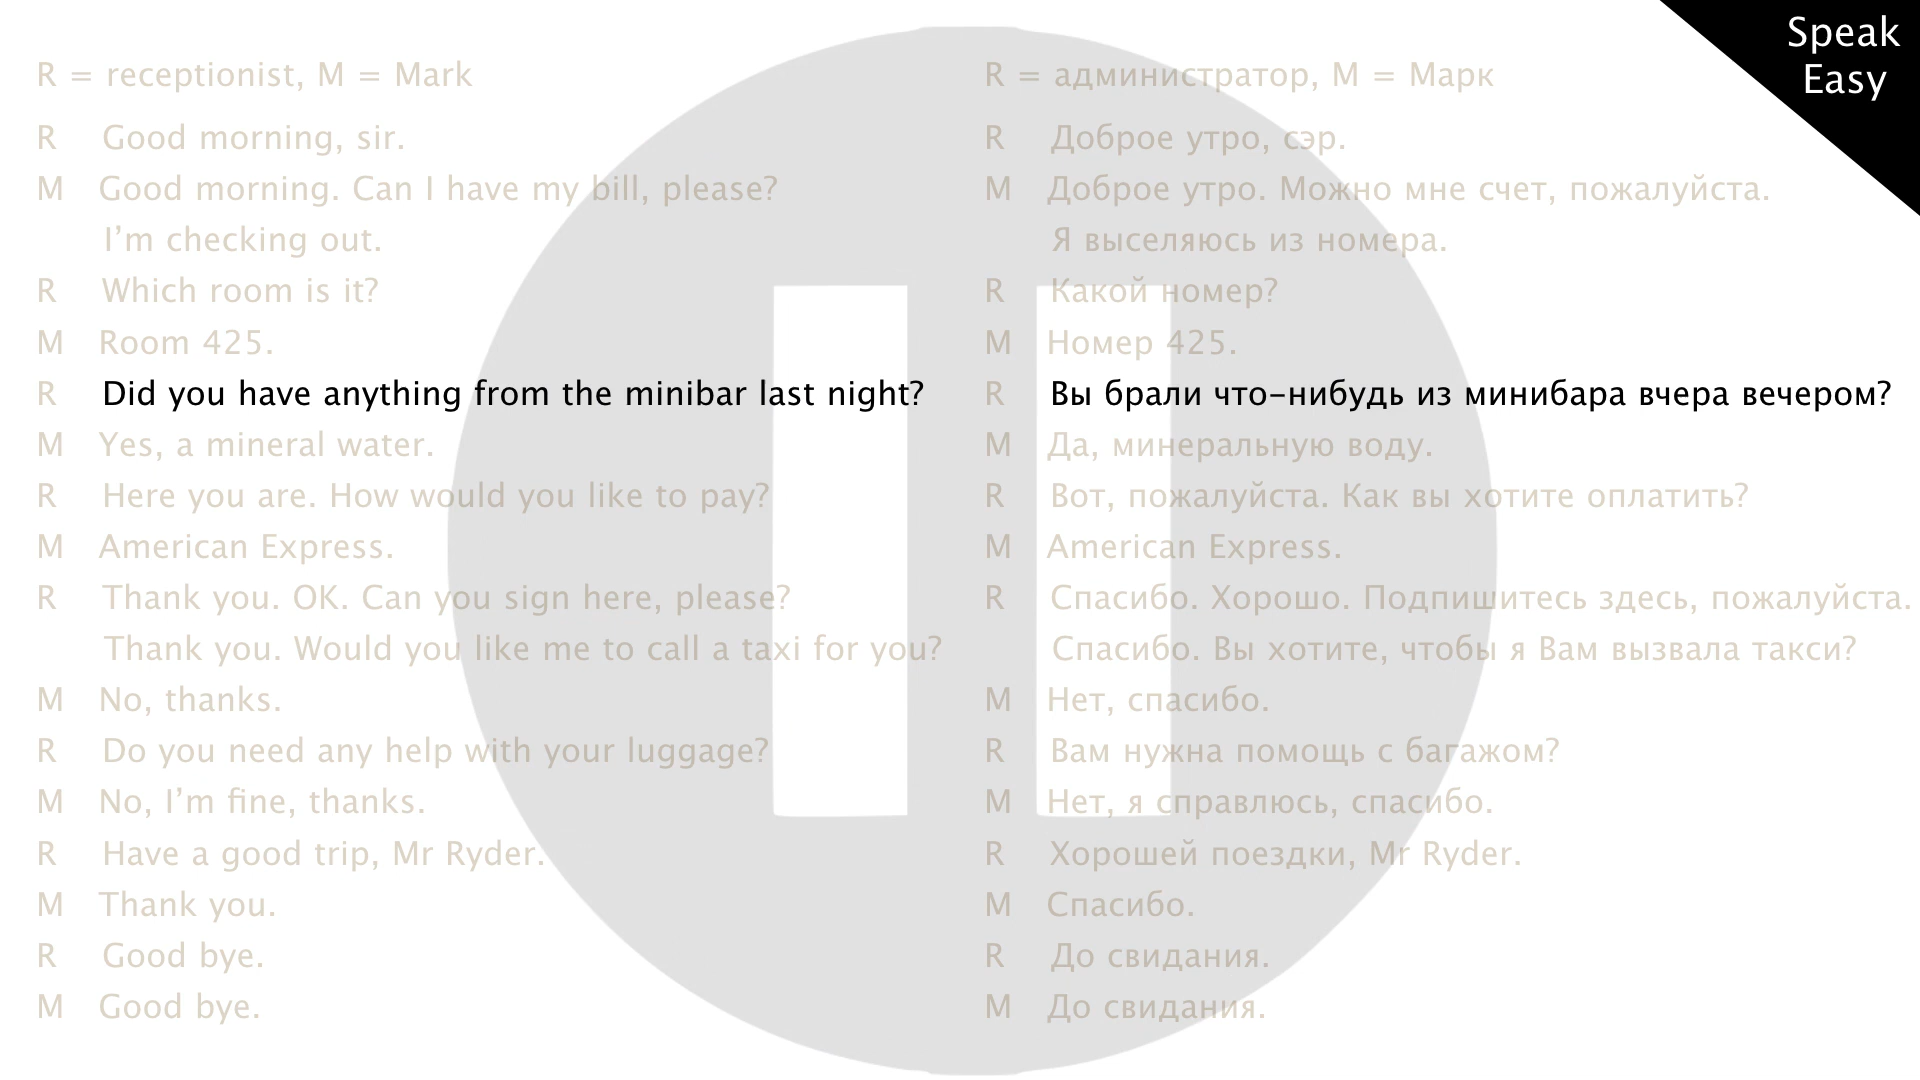 Speak
Easy
R = receptionist, M = Mark
R Good morning, sir.
M Good morning. Can I have my bill, please?
I’m checking out.
R Which room is it?
M Room 425.
R Did you have anything from the minibar last night?
M Yes, a mineral water.
R Here you are. How would you like to pay?
M American Express.
R Thank you. OK. Can you sign here, please?
Thank you. Would you like me to call a taxi for you?
M No, thanks.
R Do you need any help with your luggage?
M No, I’m fine, thanks.
R Have a good trip, Mr Ryder.
M Thank you.
R Good bye.
M Good bye.
R = администратор, M = Марк
R Доброе утро, сэр.
M Доброе утро. Можно мне счет, пожалуйста.
Я выселяюсь из номера.
R Какой номер?
M Номер 425.
R Вы брали что-нибудь из минибара вчера вечером?
M Да, минеральную воду.
R Вот, пожалуйста. Как вы хотите оплатить?
M American Express.
R Спасибо. Хорошо. Подпишитесь здесь, пожалуйста.
Спасибо. Вы хотите, чтобы я Вам вызвала такси?
M Нет, спасибо.
R Вам нужна помощь с багажом?
M Нет, я справлюсь, спасибо.
R Хорошей поездки, Mr Ryder.
M Спасибо.
R До свидания.
M До свидания.